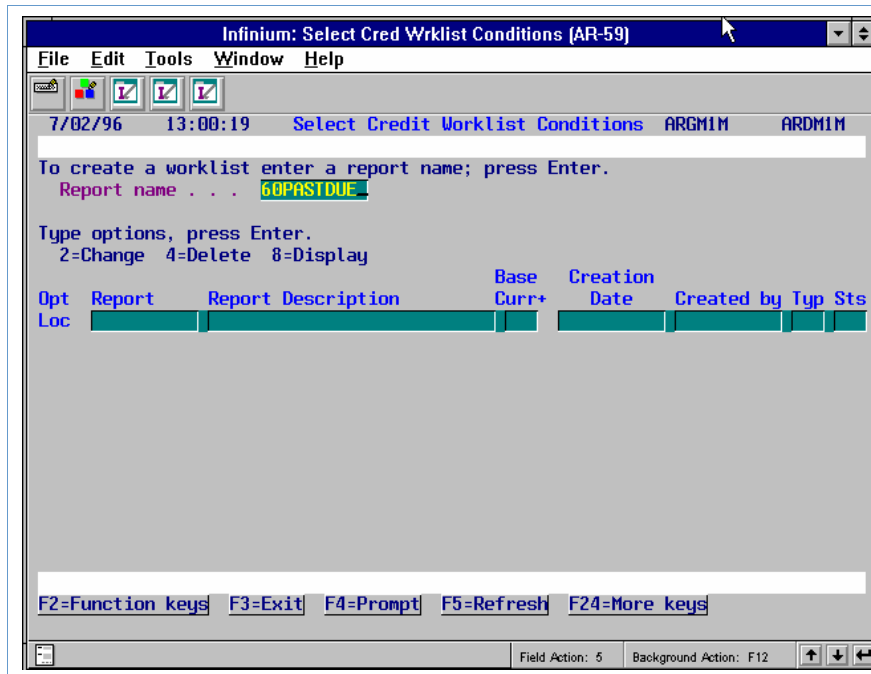 Infinium: Select Cred Wrklist Conditions (AR-59)
File Edit Tools Window Help
7/02/96 13:00:19 Select Credit Worklist Conditions ARGM1M ARDM1M
To create a worklist enter a report name; press Enter.
Report name . . . 60PASTDUE
Type options, press Enter.
2=Change 4=Delete 8=Display
Base Creation
Opt Report Report Description Curr+ Date Created by Typ Sts
Loc
F2=Function keys F3=Exit F4=Prompt F5=Refresh F24=More keys
Field Action: 5 Background Action: F12